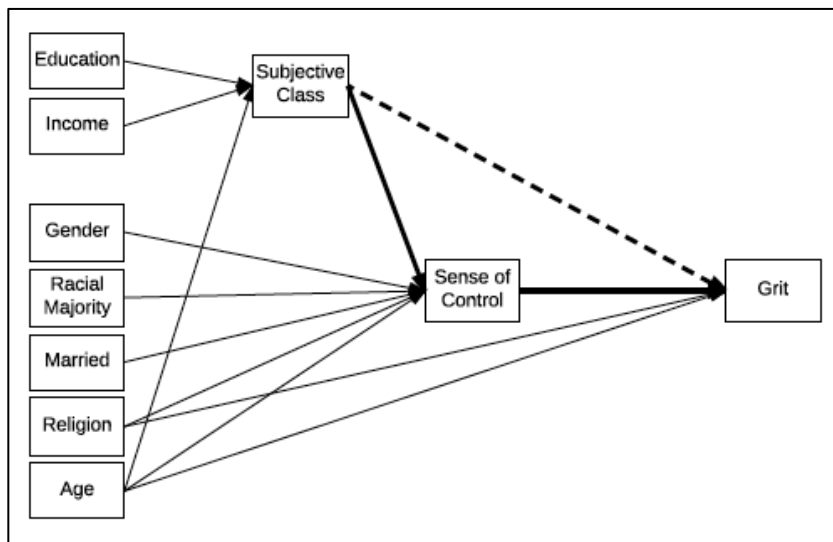 Education
Subjective
Class
Income
Gender
Racial
Majority
Sense of
Control
Grit
Married
Religion
Age